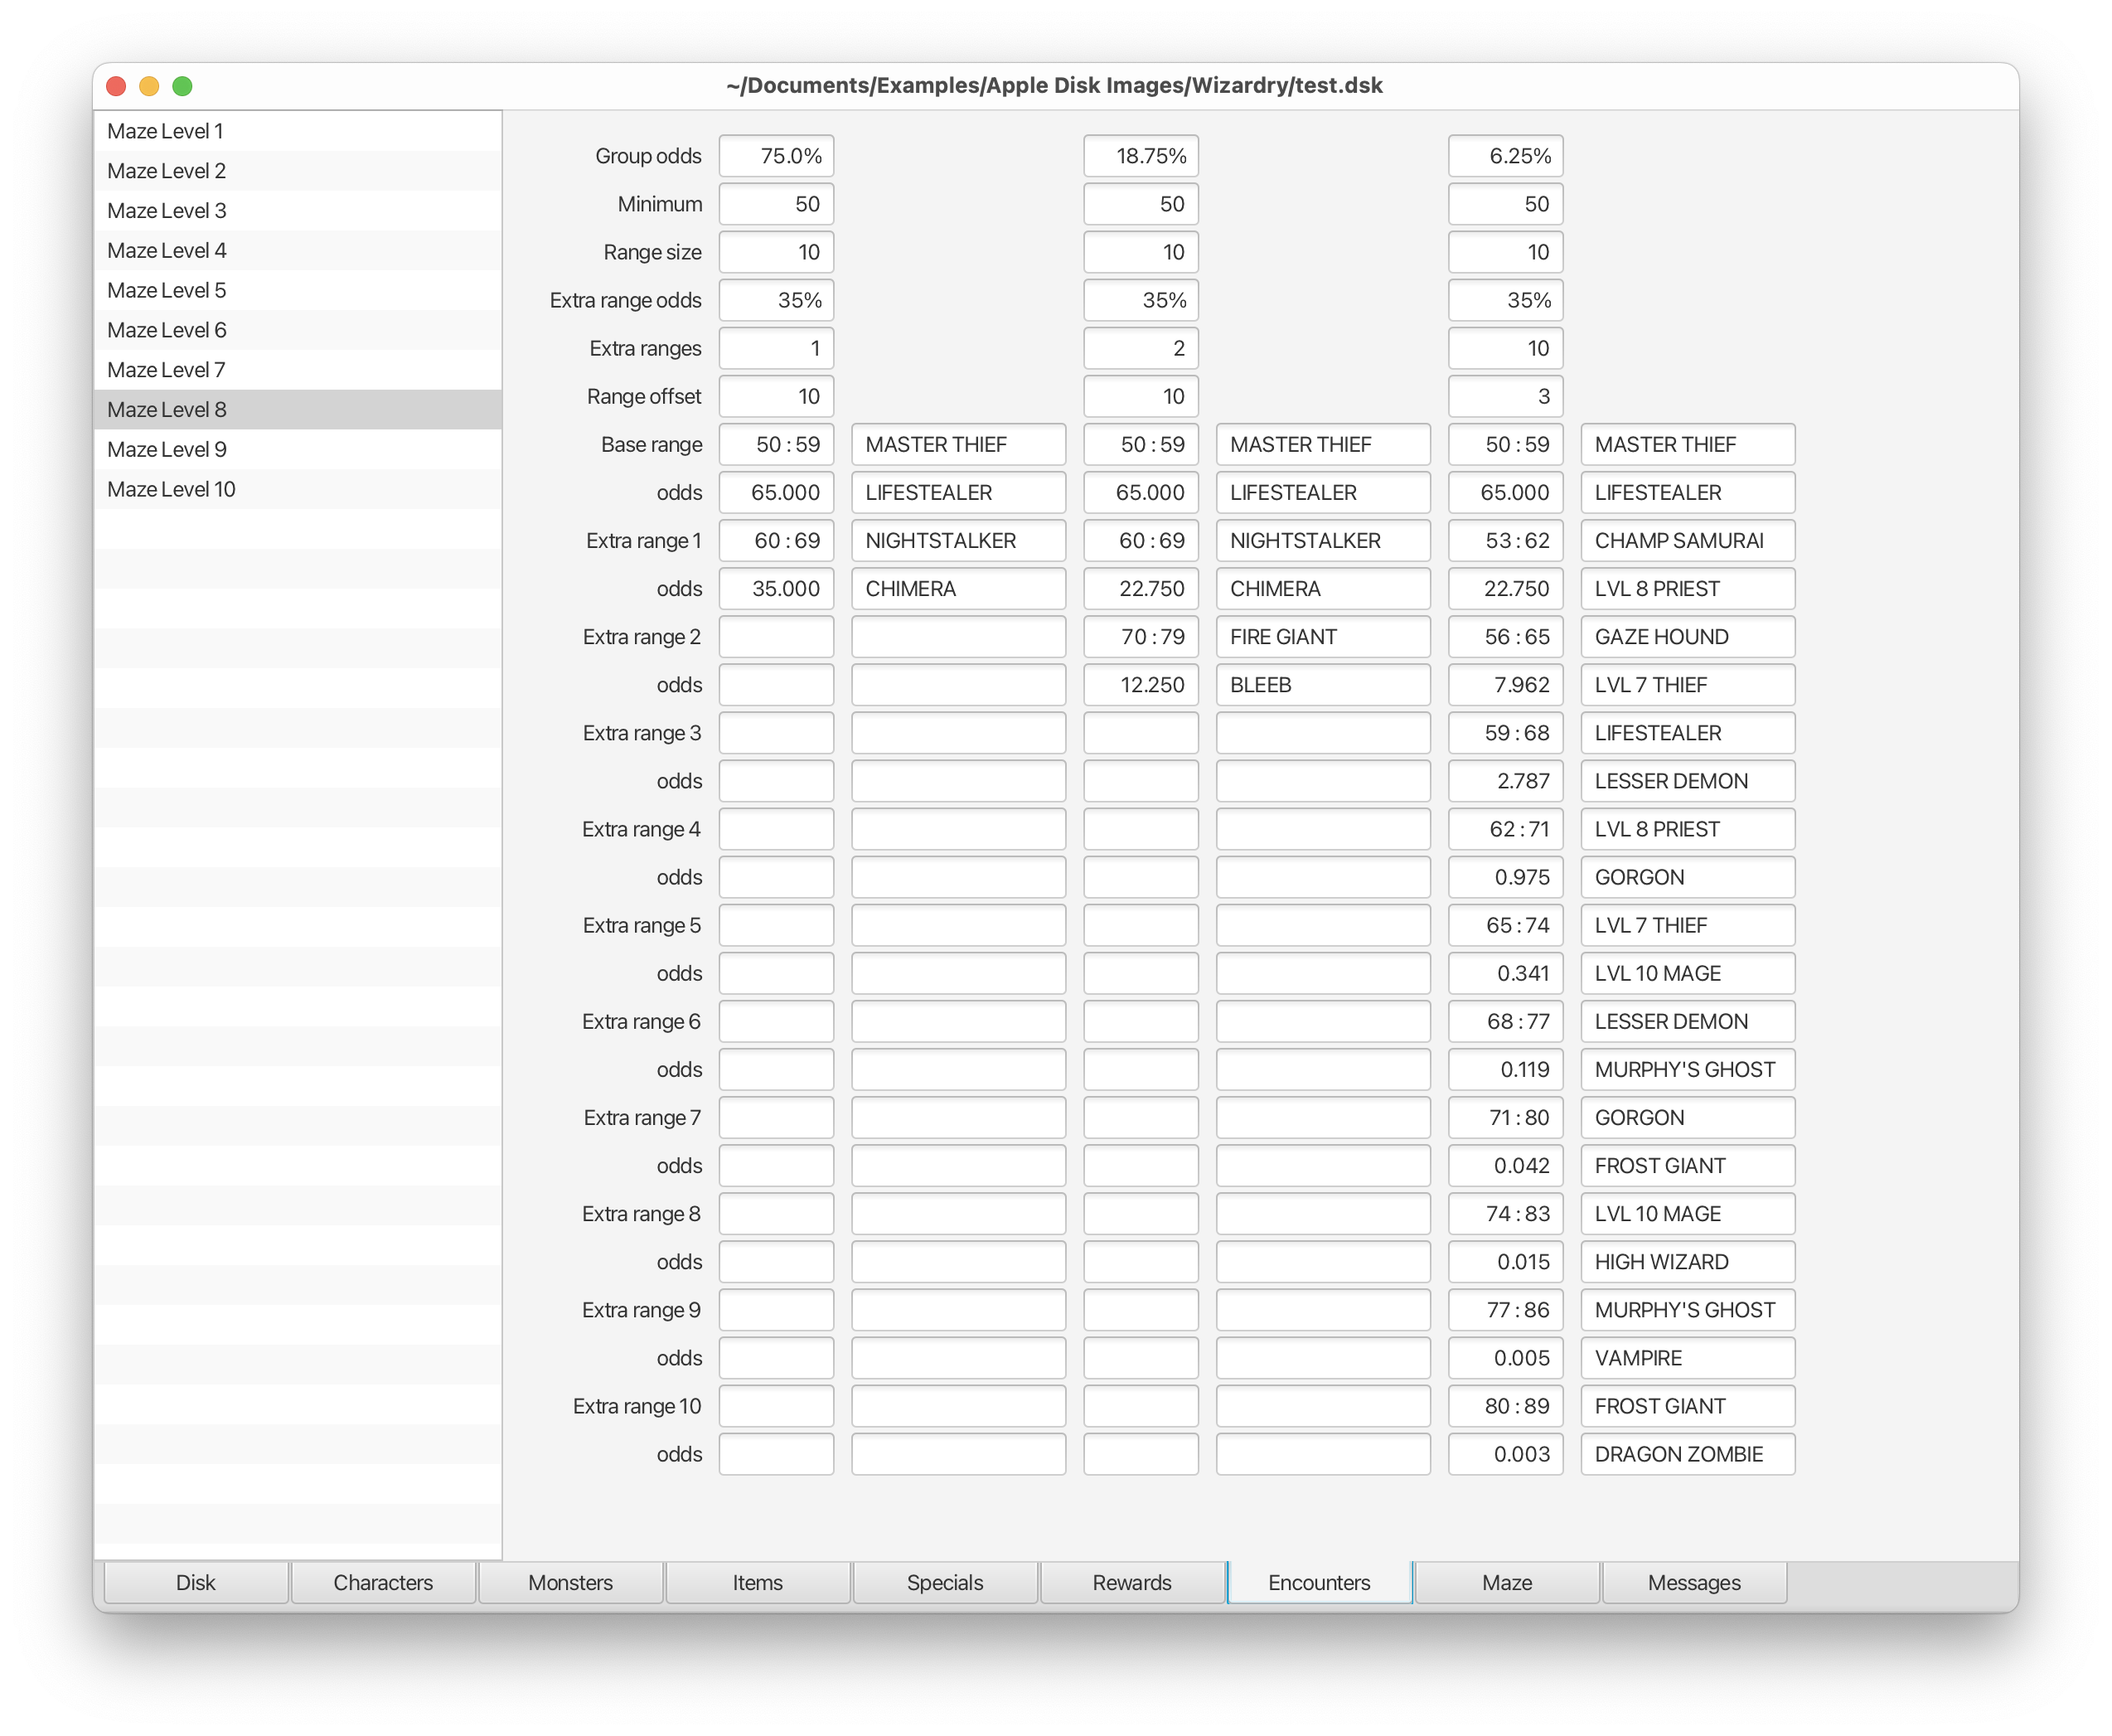 ~/Documents/Examples/Apple Disk Images/Wizardry/test.dsk
Maze Level 1
Maze Level 2
Maze Level 3
Maze Level 4
Maze Level 5
Maze Level 6
Maze Level 7
Maze Level 8
Maze Level 9
Maze Level 10
Group odds 75.0% 18.75% 6.25%
Minimum 50 50 50
Range size 10 10 10
Extra range odds 35% 35% 35%
Extra ranges 1 2 10
Range offset 10 10 3
Base range 50 : 59 MASTER THIEF 50 : 59 MASTER THIEF 50 : 59 MASTER THIEF
odds 65.000 LIFESTEALER 65.000 LIFESTEALER 65.000 LIFESTEALER
Extra range 1 60 : 69 NIGHTSTALKER 60 : 69 NIGHTSTALKER 53 : 62 CHAMP SAMURAI
odds 35.000 CHIMERA 22.750 CHIMERA 22.750 LVL 8 PRIEST
Extra range 2 70 : 79 FIRE GIANT 56 : 65 GAZE HOUND
odds 12.250 BLEEB 7.962 LVL 7 THIEF
Extra range 3 59 : 68 LIFESTEALER
odds 2.787 LESSER DEMON
Extra range 4 62 : 71 LVL 8 PRIEST
odds 0.975 GORGON
Extra range 5 65 : 74 LVL 7 THIEF
odds 0.341 LVL 10 MAGE
Extra range 6 68 : 77 LESSER DEMON
odds 0.119 MURPHY'S GHOST
Extra range 7 71 : 80 GORGON
odds 0.042 FROST GIANT
Extra range 8 74 : 83 LVL 10 MAGE
odds 0.015 HIGH WIZARD
Extra range 9 77 : 86 MURPHY'S GHOST
odds 0.005 VAMPIRE
Extra range 10 80 : 89 FROST GIANT
odds 0.003 DRAGON ZOMBIE
Disk Characters Monsters Items Specials Rewards Encounters Maze Messages